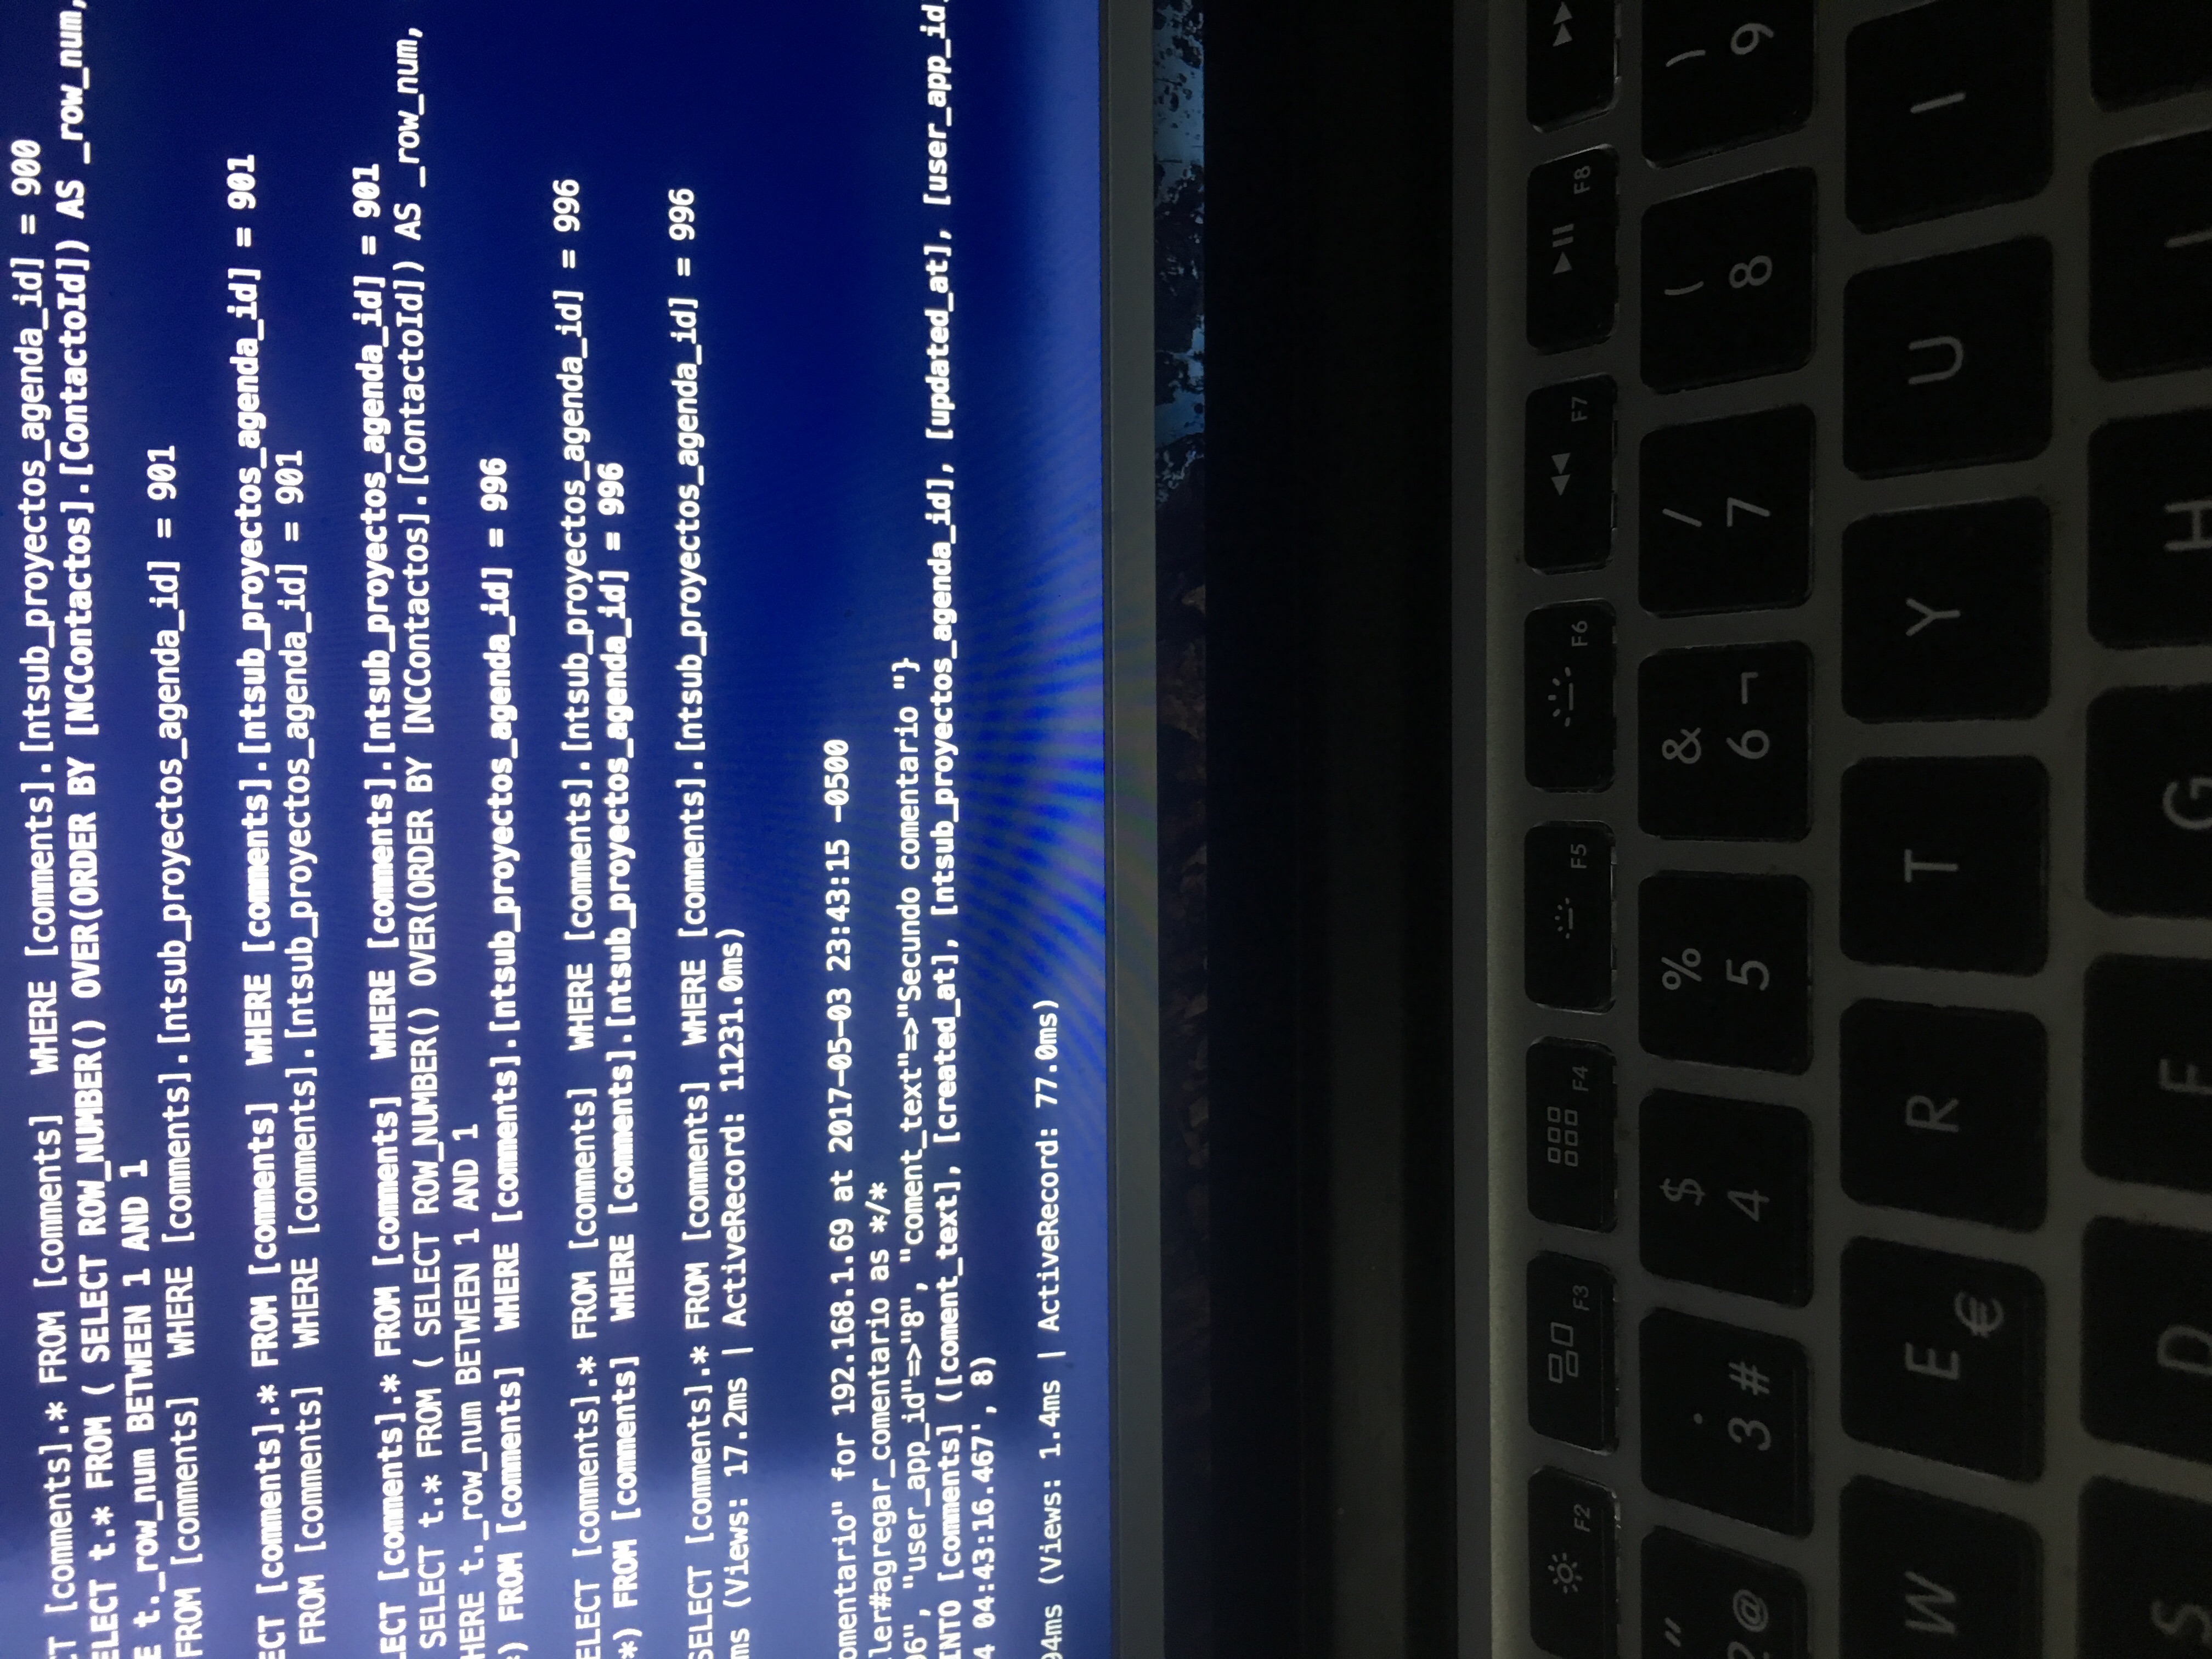 CT [comments].* FROM [comments]  WHERE [comments].[ntsub_proyectos_agenda_id] = 900
ELECT t.* FROM ( SELECT ROW_NUMBER() OVER(ORDER BY [NCContactos].[ContactoId]) AS _row_num,
E t._row_num BETWEEN 1 AND 1
FROM [comments]  WHERE [comments].[ntsub_proyectos_agenda_id] = 901
ECT [comments].* FROM [comments]  WHERE [comments].[ntsub_proyectos_agenda_id] = 901
FROM [comments]  WHERE [comments].[ntsub_proyectos_agenda_id] = 901
LECT [comments].* FROM [comments]  WHERE [comments].[ntsub_proyectos_agenda_id] = 901
SELECT t.* FROM ( SELECT ROW_NUMBER() OVER(ORDER BY [NCContactos].[ContactoId]) AS _row_num,
HERE t._row_num BETWEEN 1 AND 1
*) FROM [comments]  WHERE [comments].[ntsub_proyectos_agenda_id] = 996
ELECT [comments].* FROM [comments]  WHERE [comments].[ntsub_proyectos_agenda_id] = 996
*) FROM [comments]  WHERE [comments].[ntsub_proyectos_agenda_id] = 996
SELECT [comments].* FROM [comments]  WHERE [comments].[ntsub_proyectos_agenda_id] = 996
ms (Views: 17.2ms | ActiveRecord: 11231.0ms)
omentario" for 192.168.1.69 at 2017-05-03 23:43:15 -0500
ller#agregar_comentario as */*
96", "user_app_id"=>"8", "coment_text"=>"Secundo comentario "}
INTO [comments] ([coment_text], [created_at], [ntsub_proyectos_agenda_id], [updated_at], [user_app_id]
4 04:43:16.467', 8)
94ms (Views: 1.4ms | ActiveRecord: 77.0ms)
F2 F3 F4 F5 F6 F7 F8
" · $ % & / ( )
2 @ 3 # 4 5 6 ¬ 7 8 9
W E € R T Y U I
S D F G H J